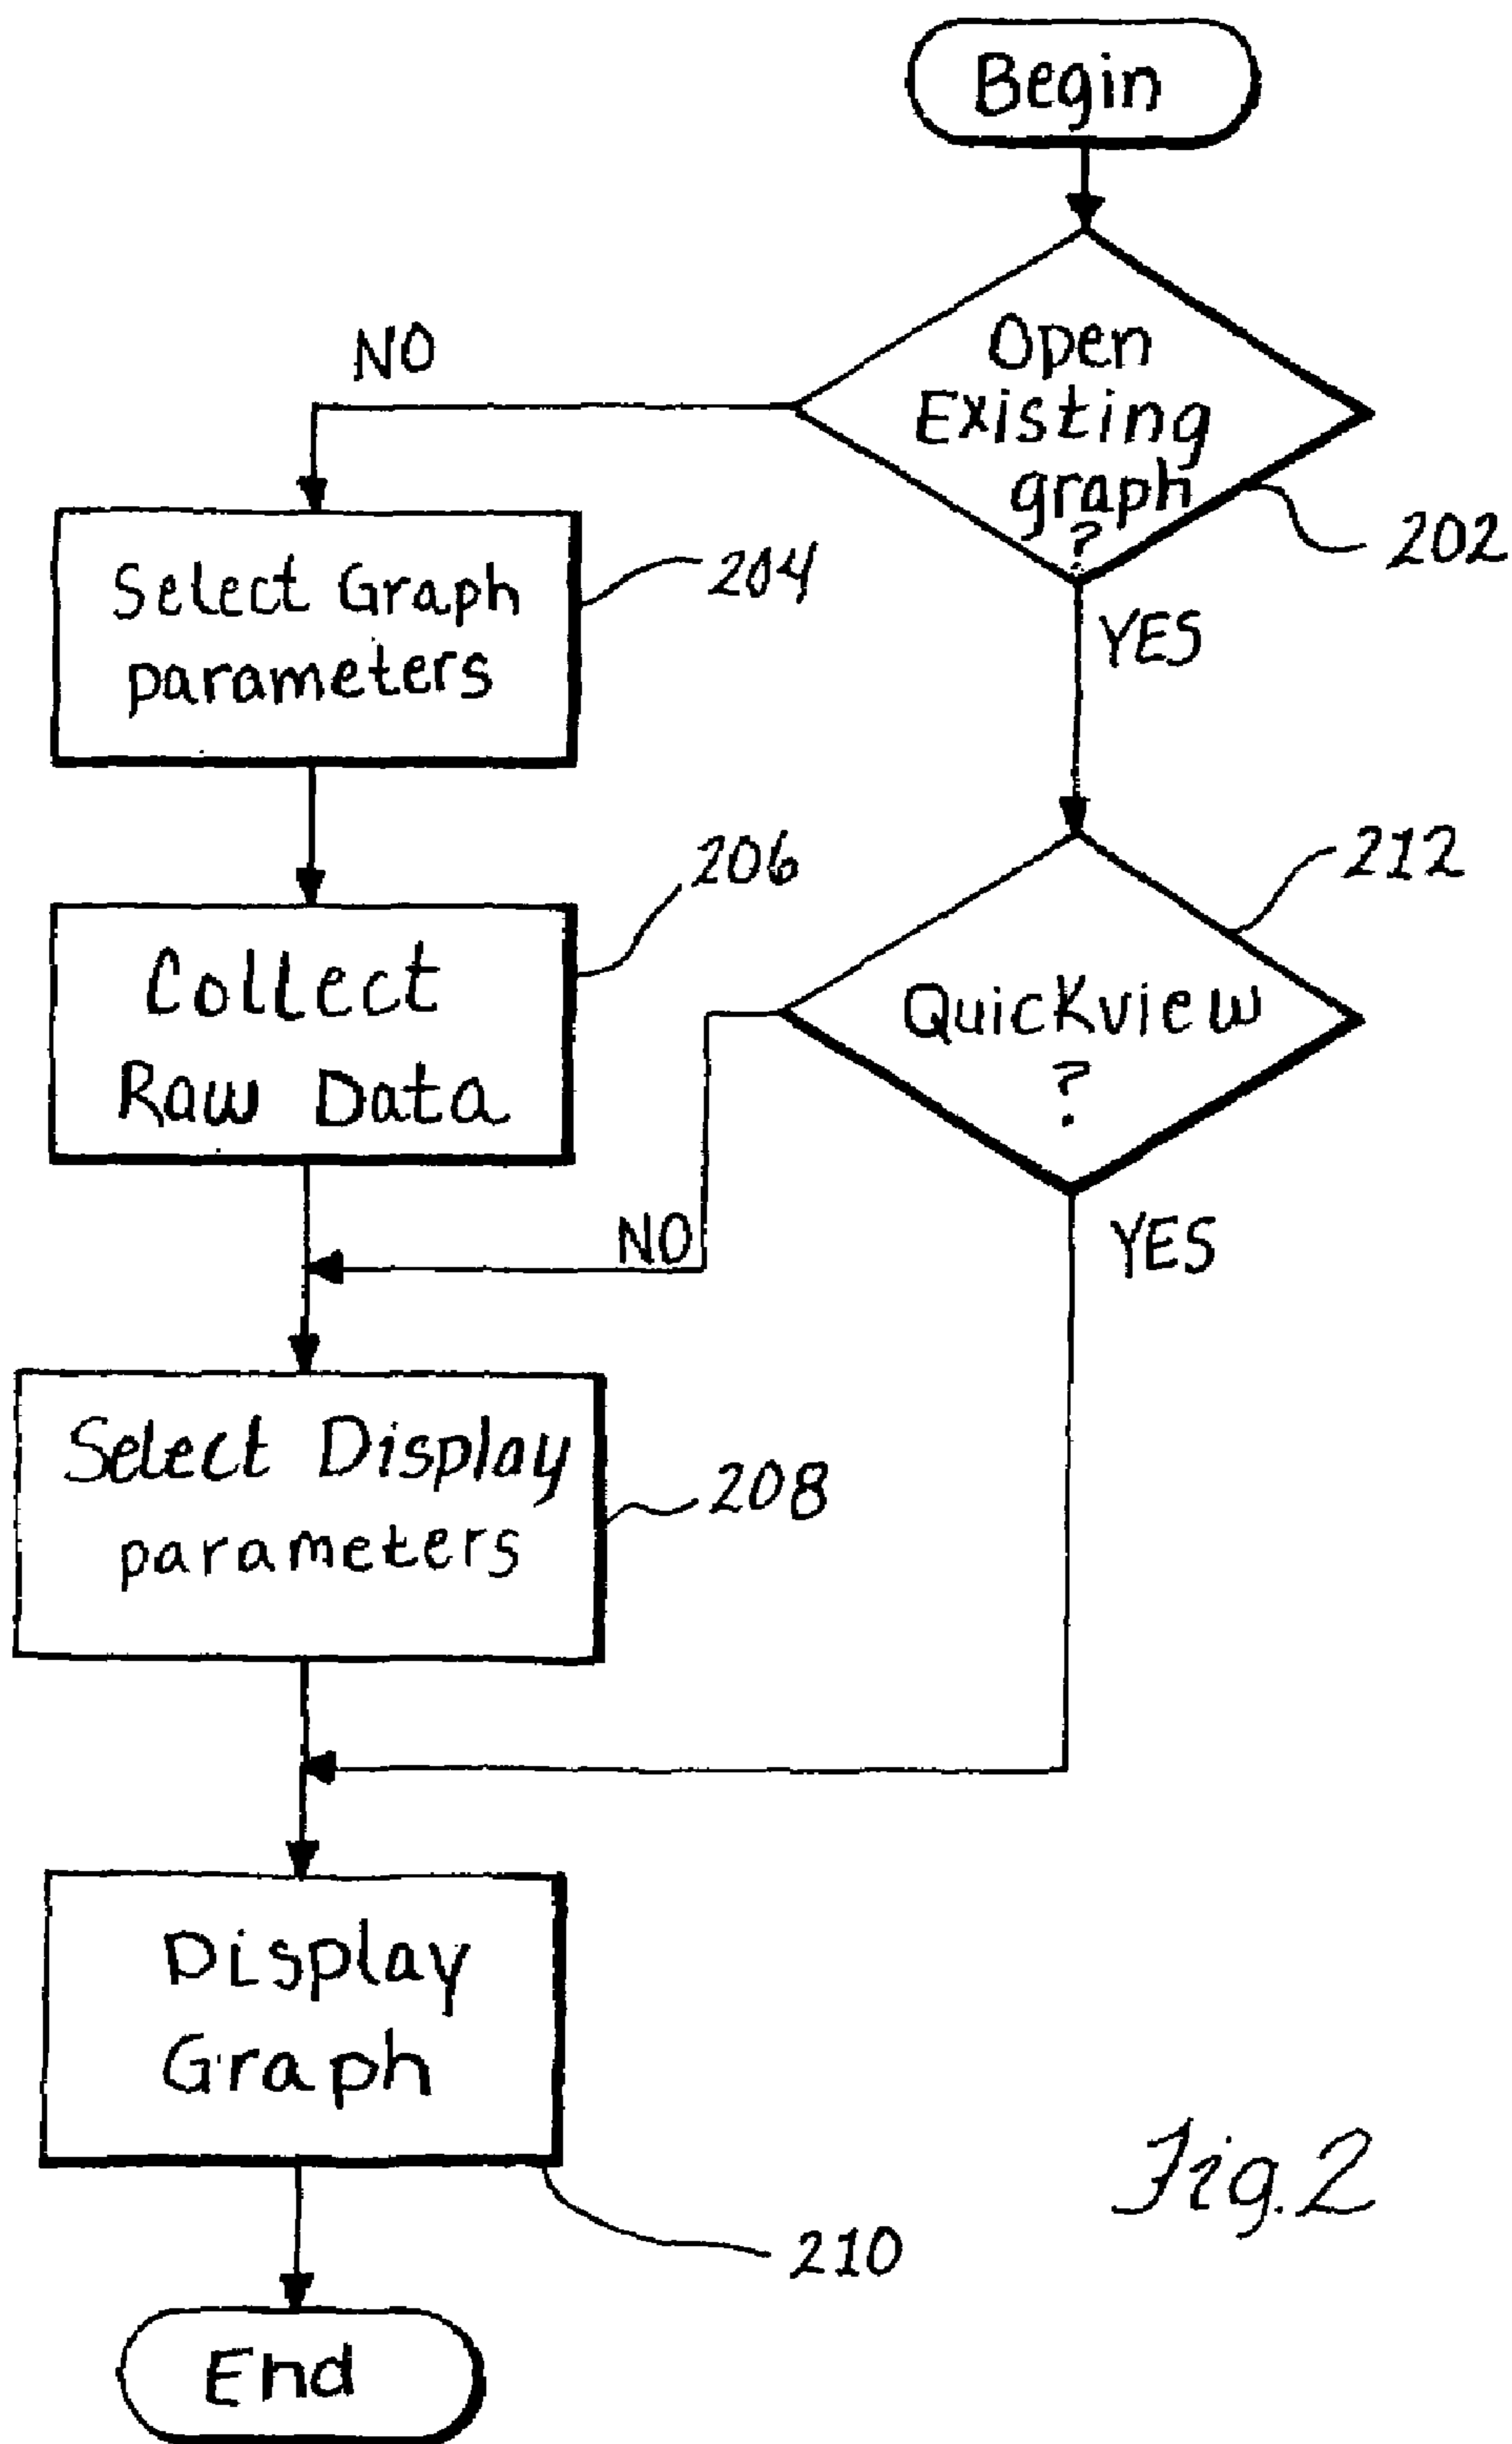 Begin
NO
Open
Existing
graph
?
202
YES
Select Graph
parameters
204
206
212
Collect
Raw Data
Quickview
?
NO
YES
Select Display
parameters
208
Display
Graph
210
Fig. 2
End